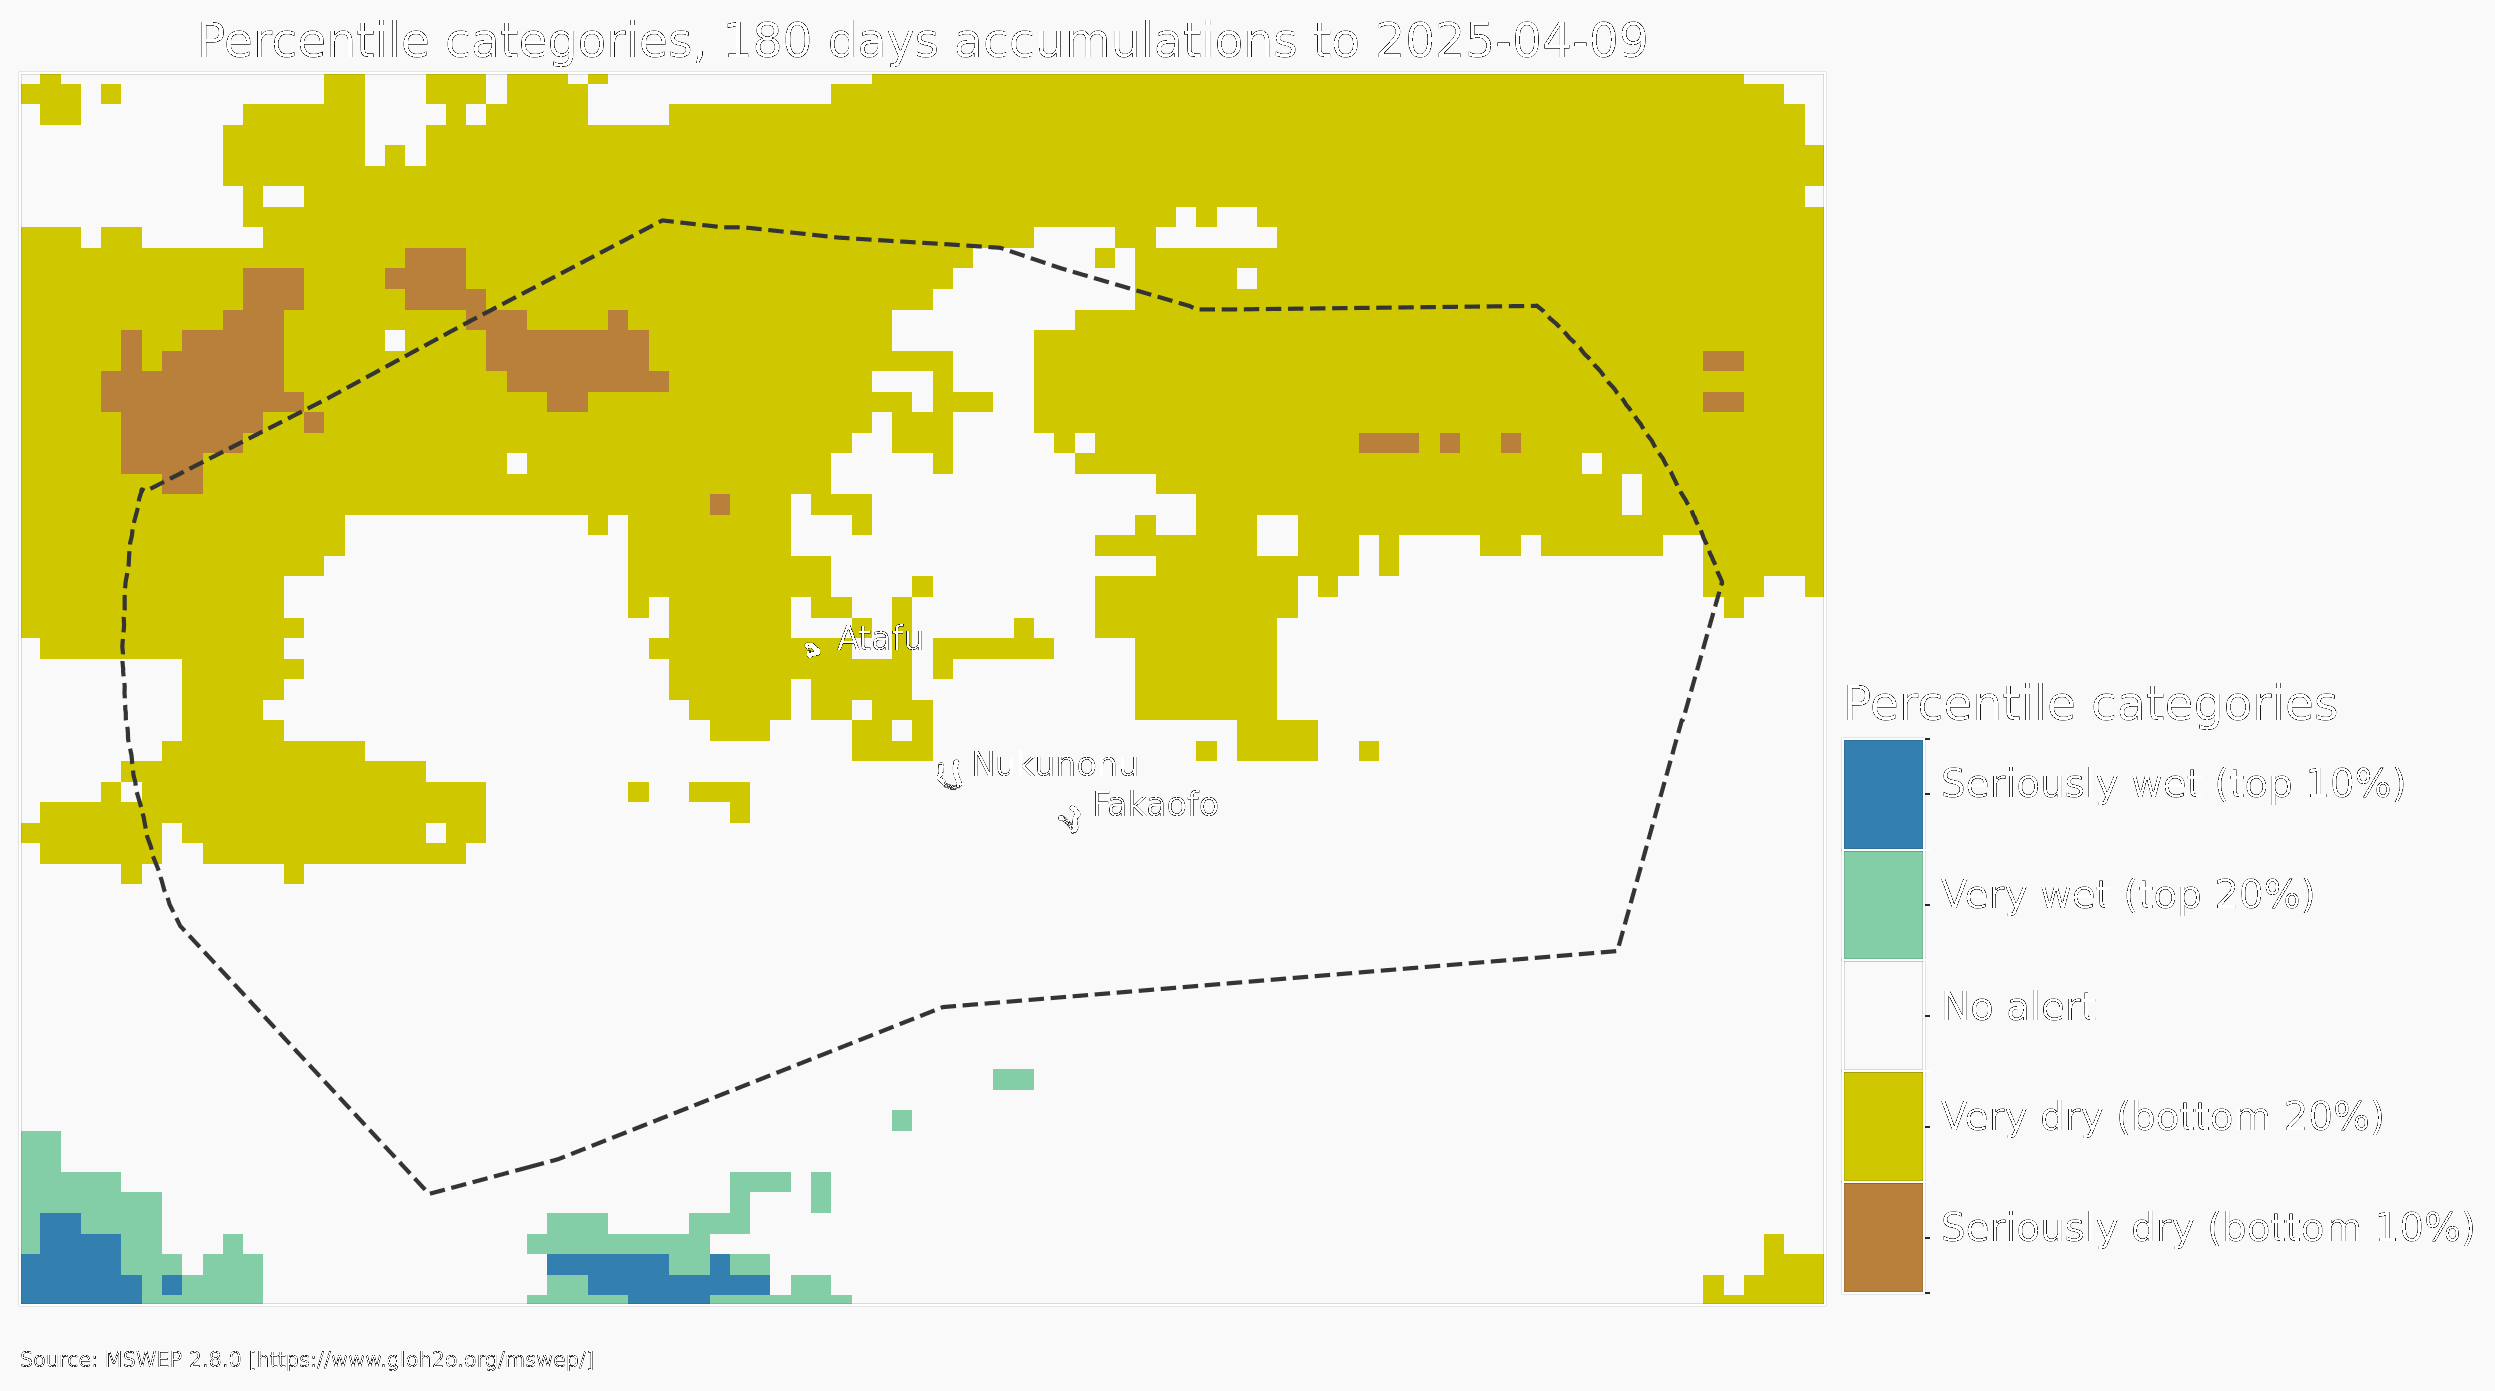 Percentile categories, 180 days accumulations to 2025-04-09
Atafu
Nukunonu
Fakaofo
Percentile categories
Seriously wet (top 10%)
Very wet (top 20%)
No alert
Very dry (bottom 20%)
Seriously dry (bottom 10%)
Source: MSWEP 2.8.0 [https://www.gloh2o.org/mswep/]